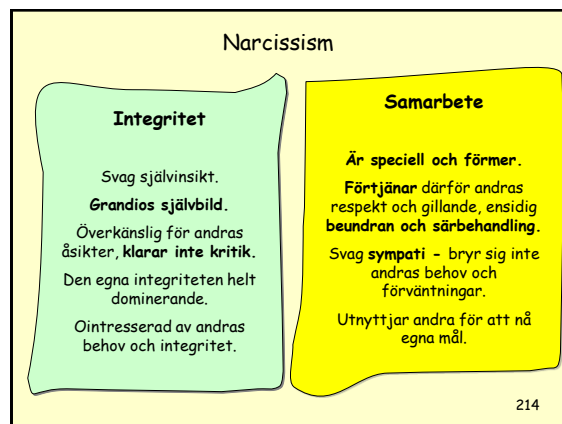 Narcissism
Integritet
Svag självinsikt.
Grandios självbild.
Överkänslig för andras
åsikter, klarar inte kritik.
Den egna integriteten helt
dominerande.
Ointresserad av andras
behov och integritet.
Samarbete
Är speciell och förmer.
Förtjänar därför andras
respekt och gillande, ensidig
beundran och särbehandling.
Svag sympati - bryr sig inte
andras behov och
förväntningar.
Utnyttjar andra för att nå
egna mål.
214